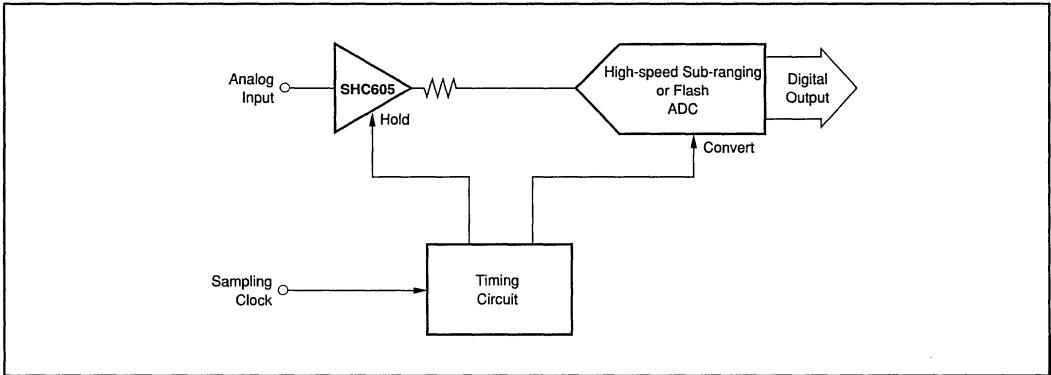 Analog
Input
SHC605
Hold
High-speed Sub-ranging
or Flash
ADC
Digital
Output
Convert
Sampling
Clock
Timing
Circuit